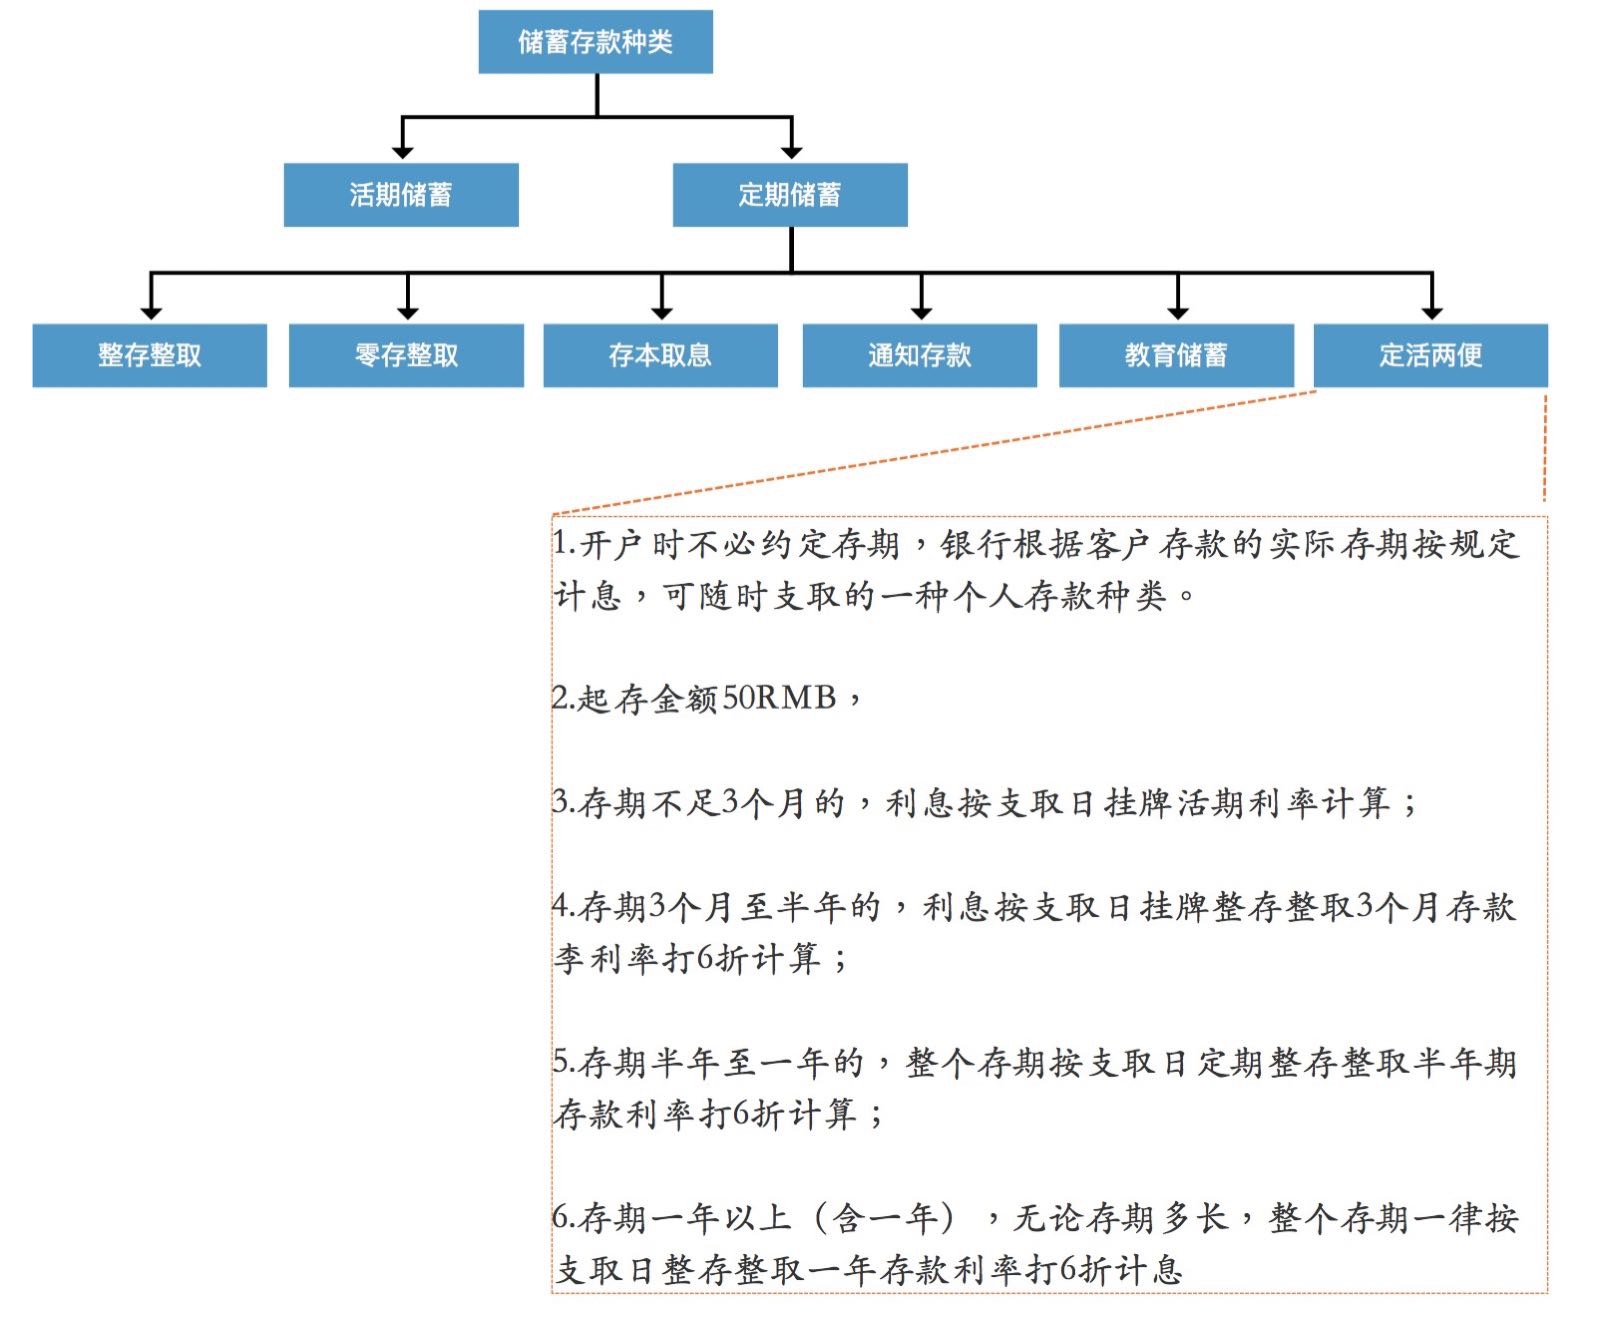 储蓄存款种类
活期储蓄
定期储蓄
整存整取
零存整取
存本取息
通知存款
教育储蓄
定活两便
1.开户时不必约定存期，银行根据客户存款的实际存期按规定
计息，可随时支取的一种个人存款种类。
2.起存金额50RMB，
3.存期不足3个月的，利息按支取日挂牌活期利率计算；
4.存期3个月至半年的，利息按支取日挂牌整存整取3个月存款
李利率打6折计算；
5.存期半年至一年的，整个存期按支取日定期整存整取半年期
存款利率打6折计算；
6.存期一年以上（含一年），无论存期多长，整个存期一律按
支取日整存整取一年存款利率打6折计息